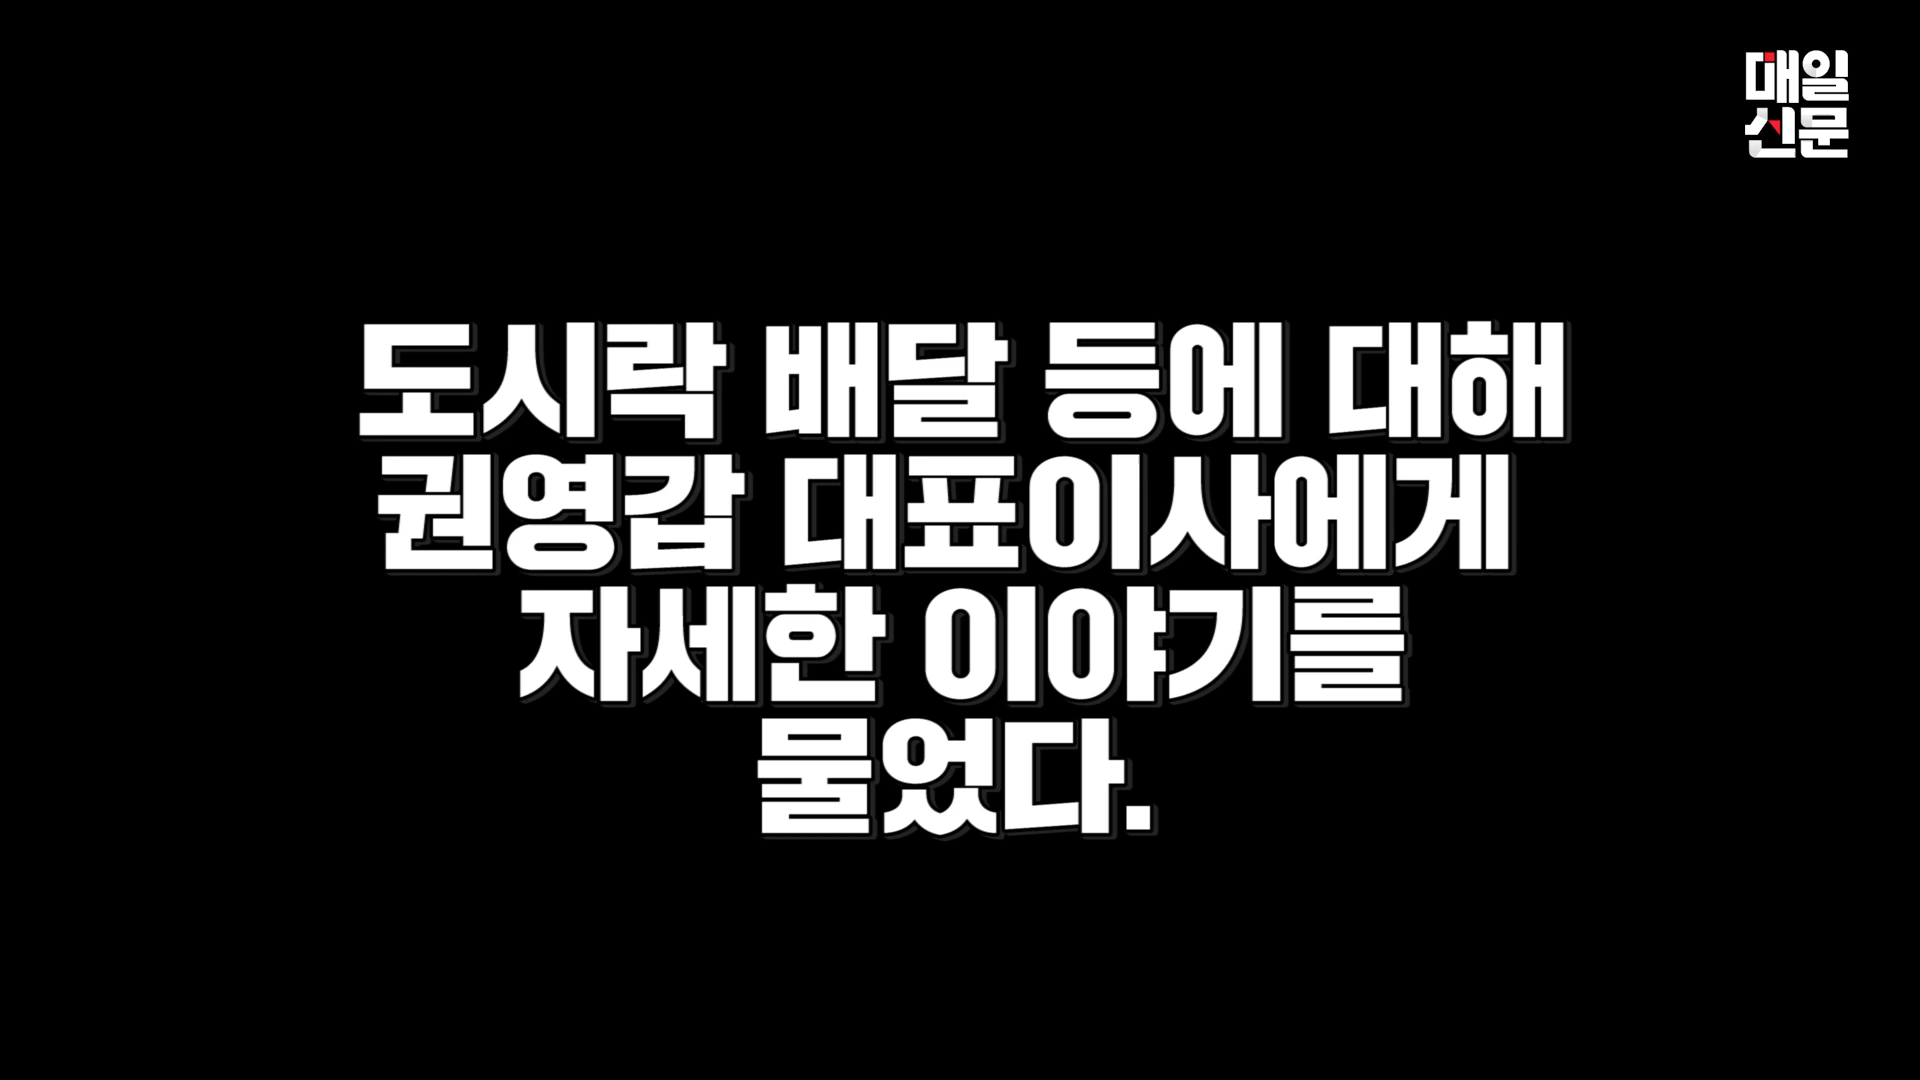 매일
신문
도시락 배달 등에 대해
권영갑 대표이사에게
자세한 이야기를
물었다.